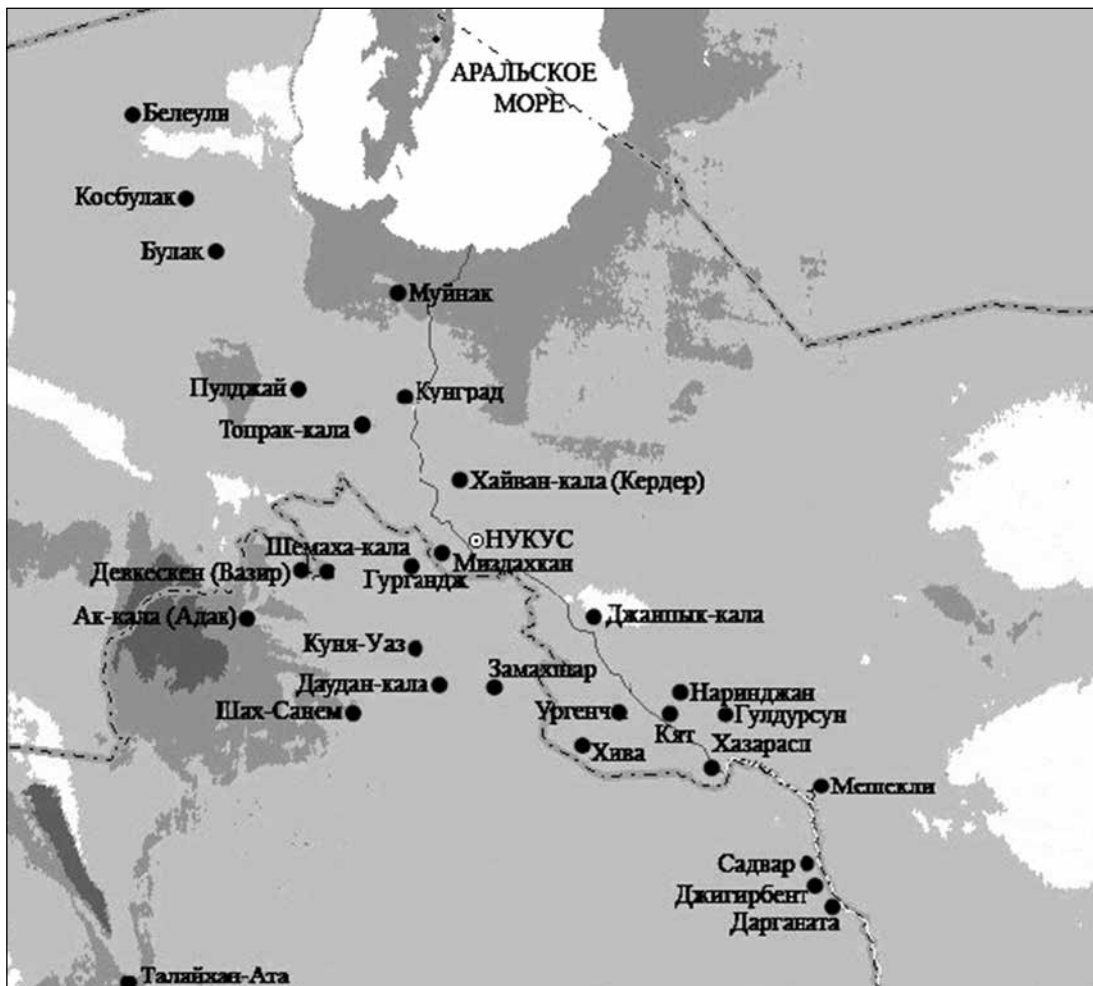 АРАЛЬСКОЕ
МОРЕ
Белеули
Косбулак
Булак
Муйнак
Пулджай
Кунград
Топрак-кала
Хайван-кала (Кердер)
НУКУС
Шемаха-кала
Миздахкан
Девкескен (Вазир)
Гургандж
Ак-кала (Адак)
Джанпык-кала
Куня-Уаз
Замахшар
Даудан-кала
Наринджан
Шах-Санем
Ургенч
Гулдурсун
Кят
Хазарасп
Хива
Мешекли
Садвар
Джигирбент
Дарганата
Талайхан-Ата